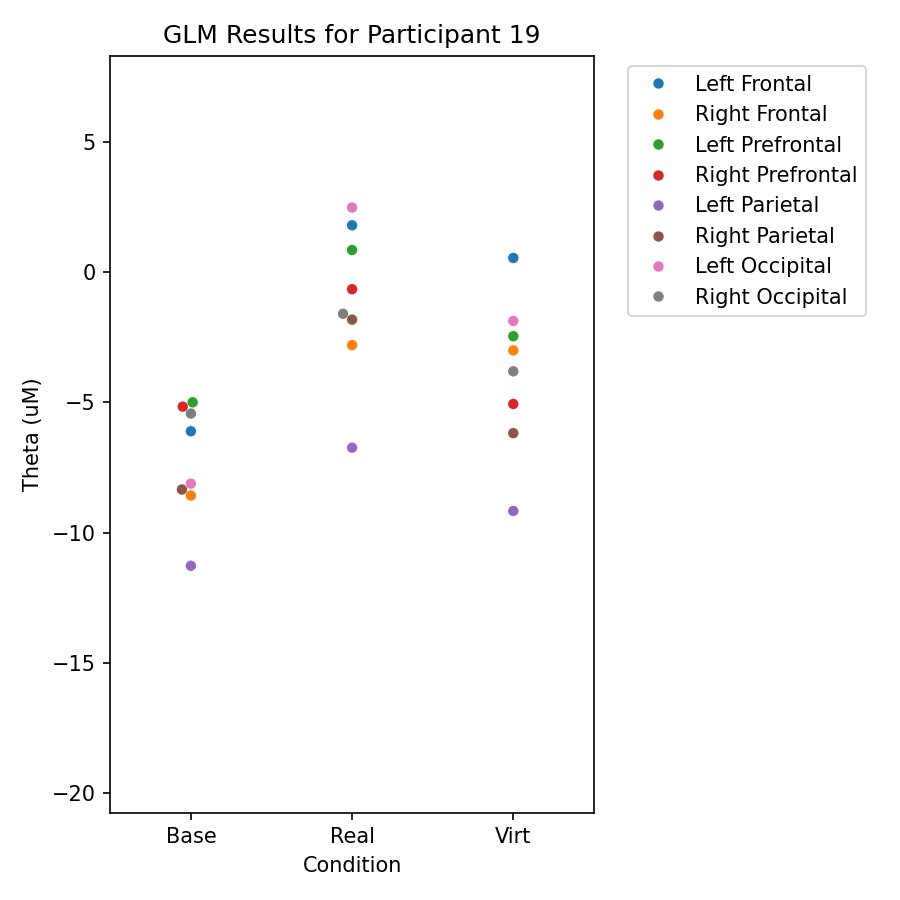 GLM Results for Participant 19
Left Frontal
Right Frontal
Left Prefrontal
Right Prefrontal
Left Parietal
Right Parietal
Left Occipital
Right Occipital
Theta (uM)
5
0
−5
−10
−15
−20
Base Real Virt
Condition